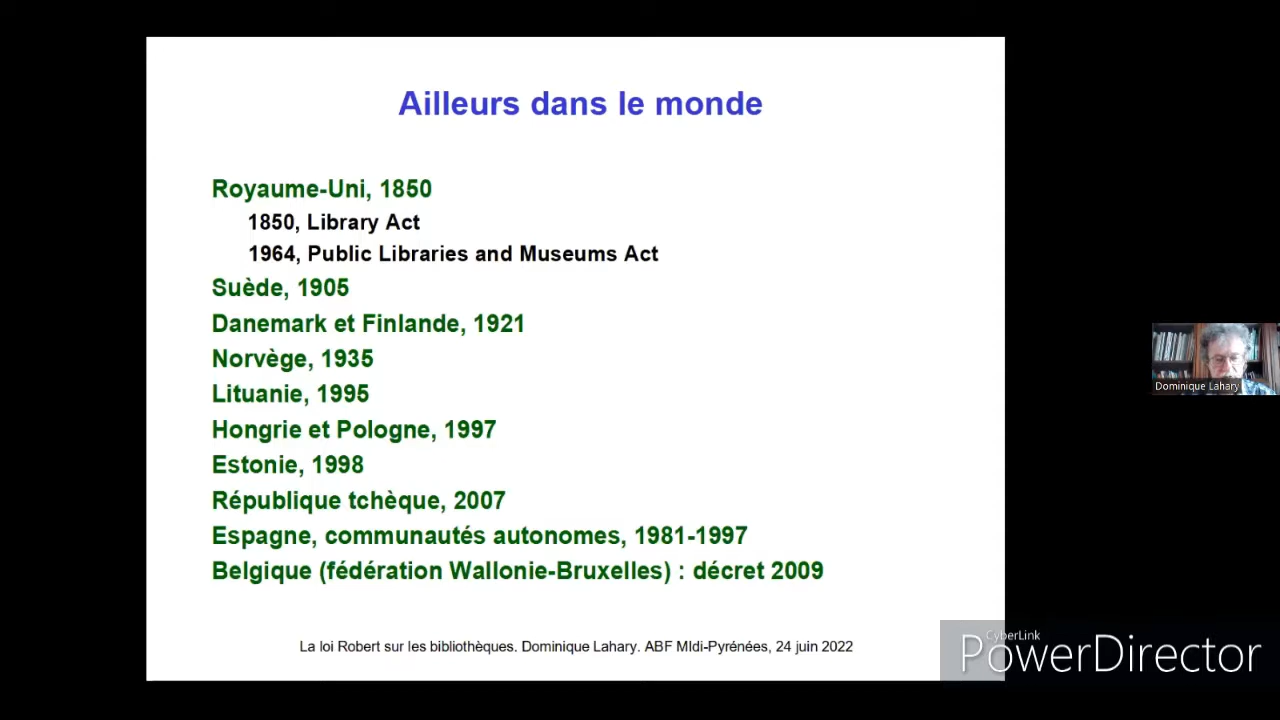 Ailleurs dans le monde
Royaume-Uni, 1850
1850, Library Act
1964, Public Libraries and Museums Act
Suède, 1905
Danemark et Finlande, 1921
Norvège, 1935
Lituanie, 1995
Hongrie et Pologne, 1997
Estonie, 1998
République tchèque, 2007
Espagne, communautés autonomes, 1981-1997
Belgique (fédération Wallonie-Bruxelles) : décret 2009
La loi Robert sur les bibliothèques. Dominique Lahary. ABF MIdi-Pyrénées, 24 juin 2022
Dominique Lahary
CyberLink
PowerDirector